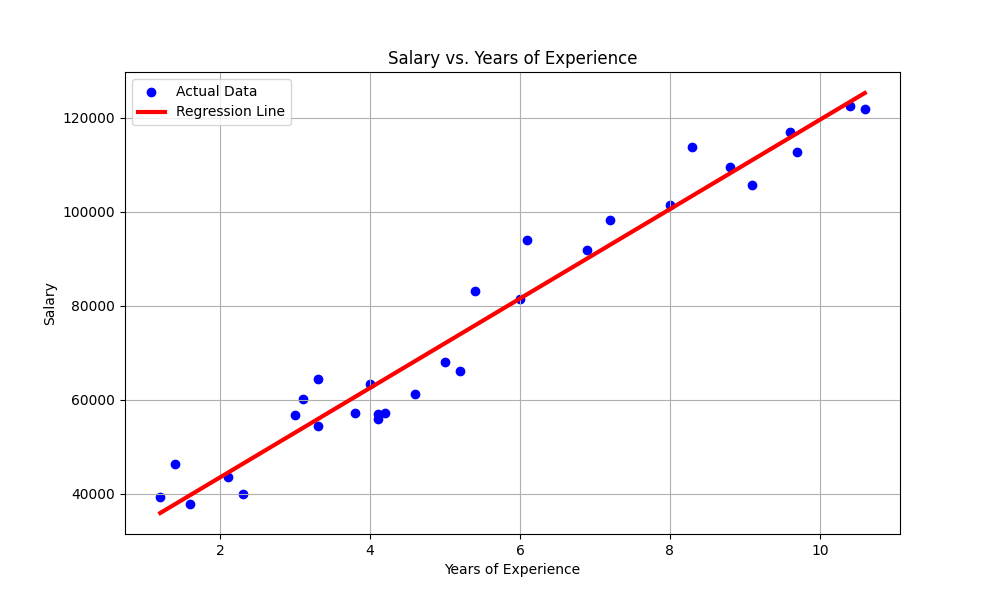 Salary vs. Years of Experience
Actual Data
Regression Line
120000
100000
80000
60000
40000
Salary
2
4
6
8
10
Years of Experience